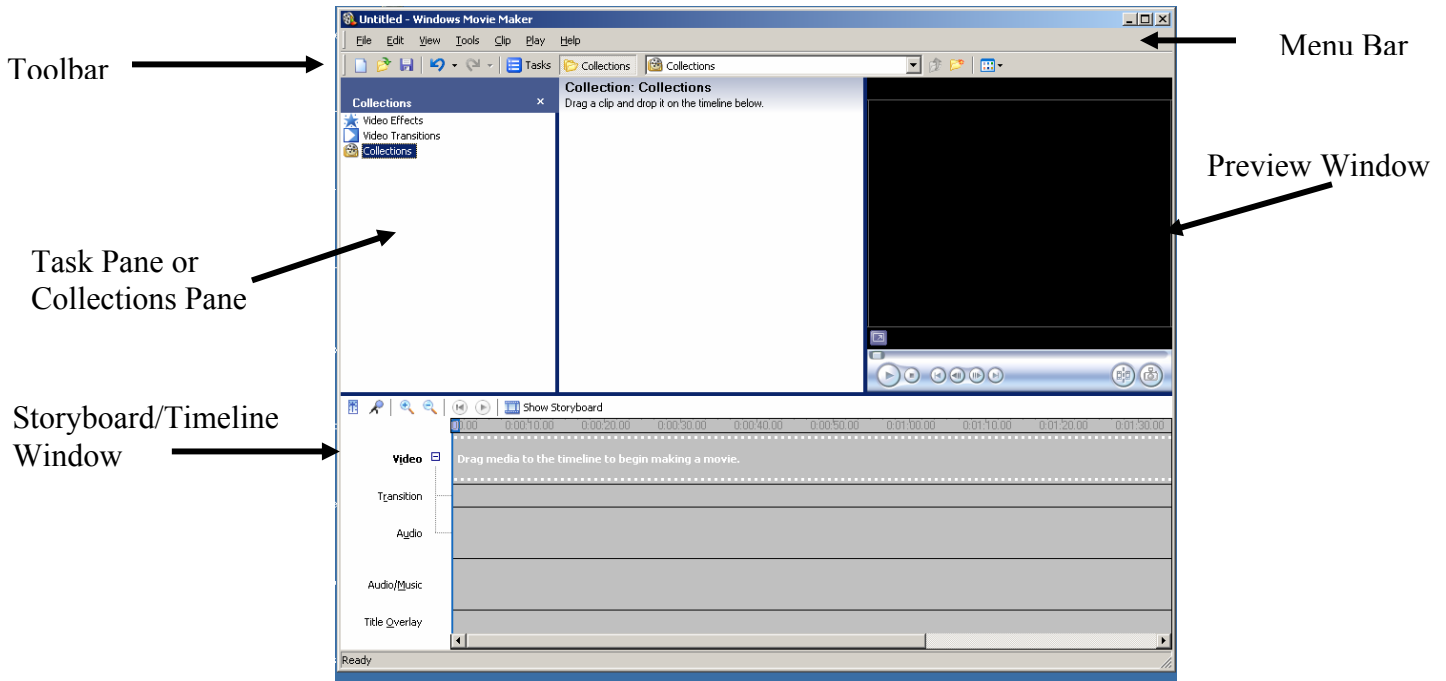 Untitled - Windows Movie Maker
File Edit View Tools Clip Play Help
Menu Bar
Toolbar
Tasks Collections Collections
Collections ×
Collection: Collections
Drag a clip and drop it on the timeline below.
Video Effects
Video Transitions
Collections
Preview Window
Task Pane or
Collections Pane
Storyboard/Timeline
Window
Show Storyboard
00.00 0:00:10.00 0:00:20.00 0:00:30.00 0:00:40.00 0:00:50.00 0:01:00.00 0:01:10.00 0:01:20.00 0:01:30.00
Video
Drag media to the timeline to begin making a movie.
Transition
Audio
Audio/Music
Title Overlay
Ready